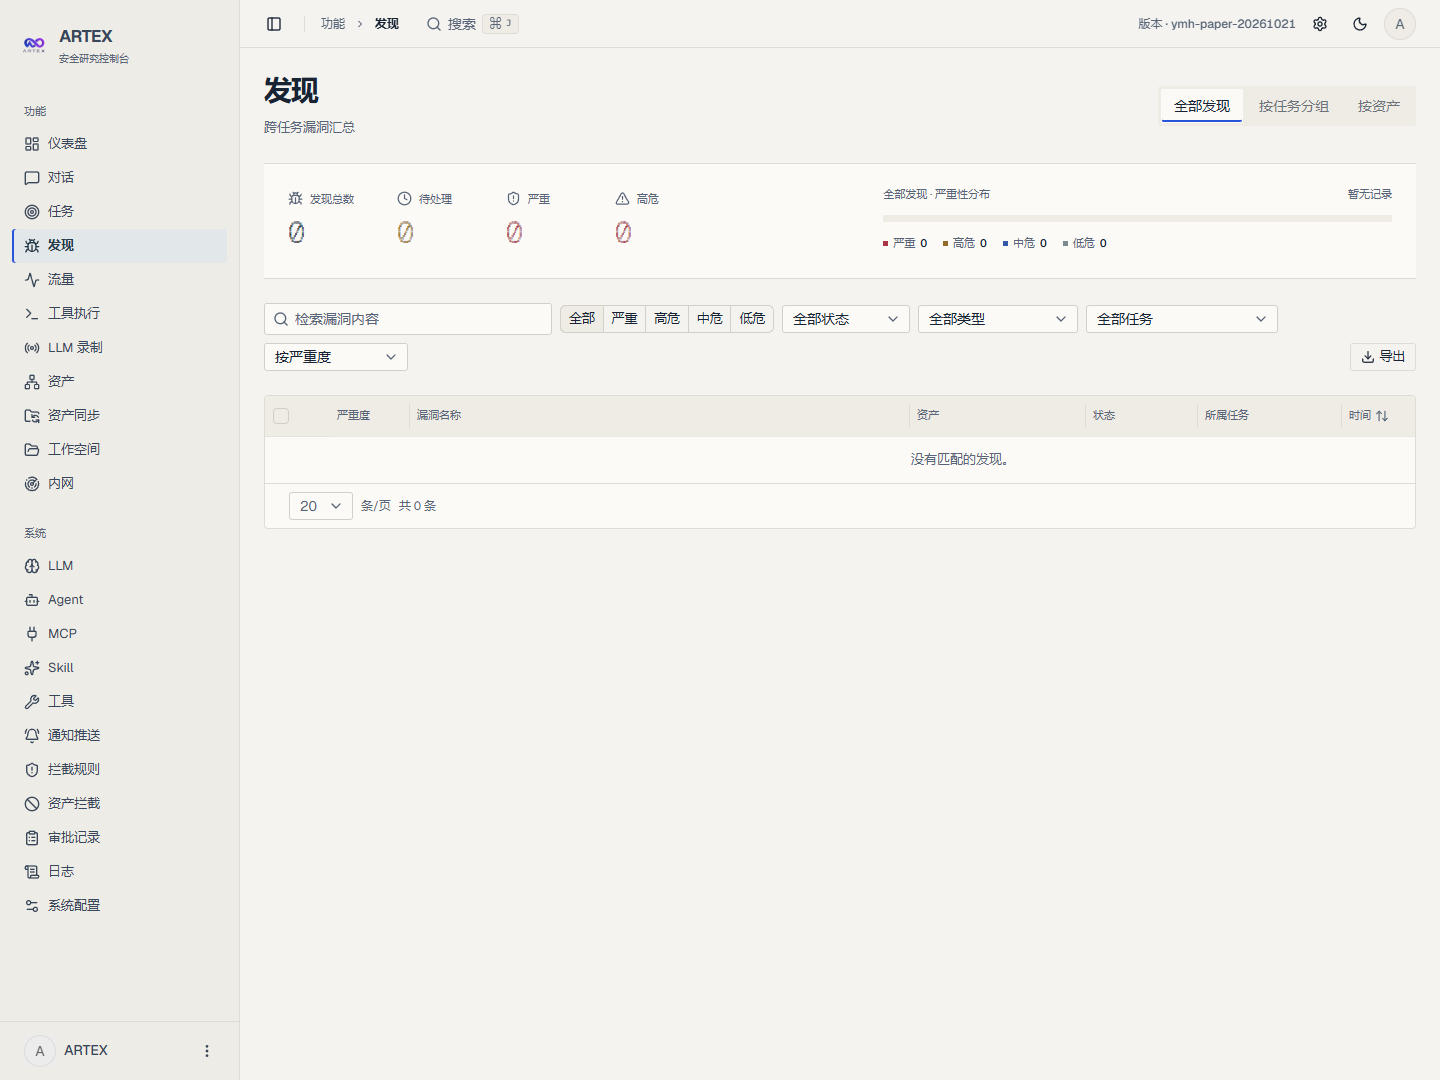 ARTEX
安全研究控制台
功能
仪表盘
对话
任务
发现
流量
工具执行
LLM 录制
资产
资产同步
工作空间
内网
系统
LLM
Agent
MCP
Skill
工具
通知推送
拦截规则
资产拦截
审批记录
日志
系统配置
A ARTEX
功能 > 发现 搜索 ⌘ J 版本 · ymh-paper-20261021 A
发现
跨任务漏洞汇总
全部发现 按任务分组 按资产
发现总数 待处理 严重 高危
0 0 0 0
全部发现 · 严重性分布 暂无记录
严重 0 高危 0 中危 0 低危 0
检索漏洞内容 全部 严重 高危 中危 低危 全部状态 全部类型 全部任务
按严重度 导出
严重度 漏洞名称 资产 状态 所属任务 时间
没有匹配的发现。
20 条/页 共 0 条